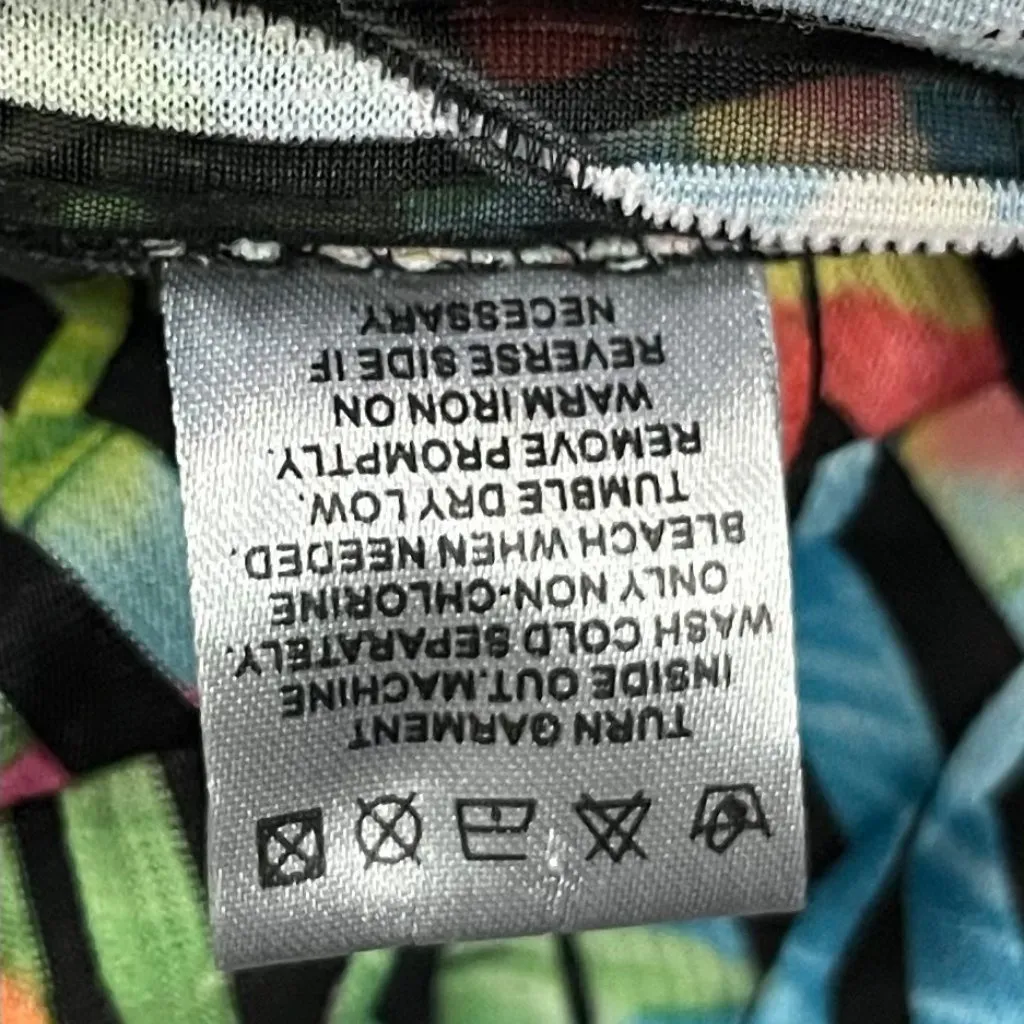 TURN GARMENT
INSIDE OUT.MACHINE
WASH COLD SEPARATELY.
ONLY NON-CHLORINE
BLEACH WHEN NEEDED.
TUMBLE DRY LOW.
REMOVE PROMPTLY.
WARM IRON ON
REVERSE SIDE IF
NECESSARY.